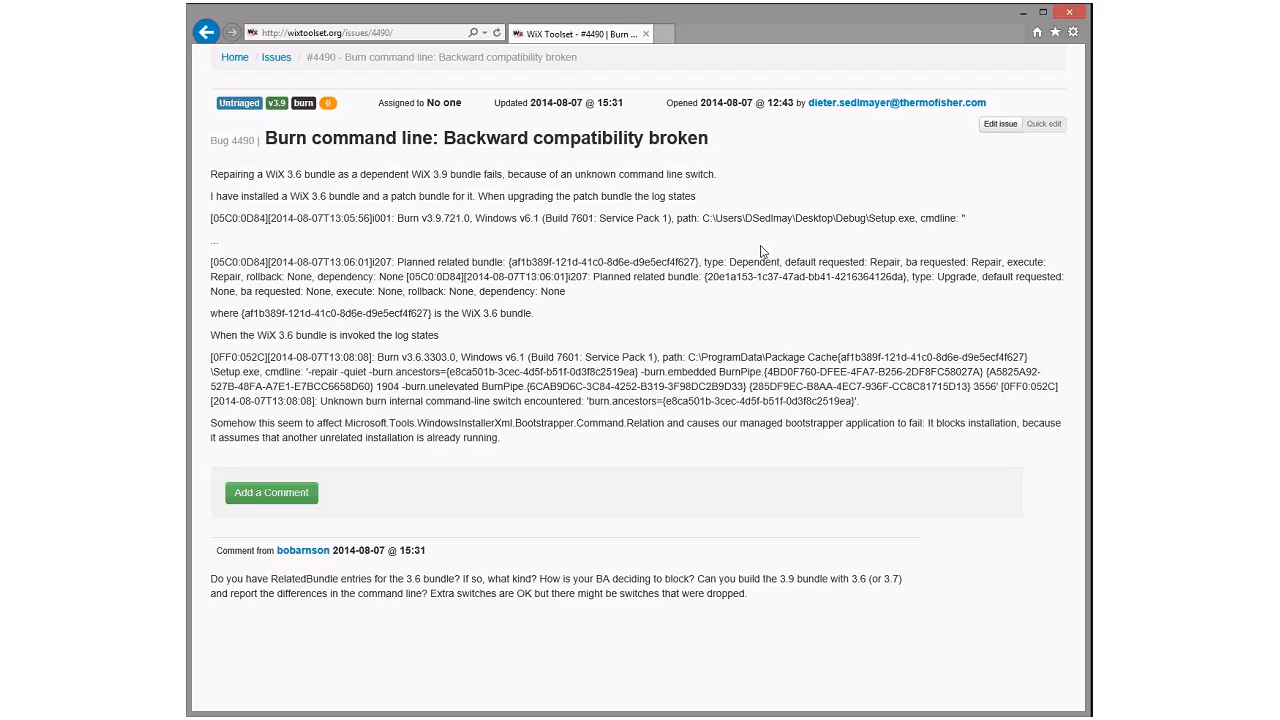 http://wixtoolset.org/issues/4490/
WiX Toolset - #4490 | Burn ...
Home / Issues / #4490 - Burn command line: Backward compatibility broken
Untriaged v3.9 burn 0 Assigned to No one Updated 2014-08-07 @ 15:31 Opened 2014-08-07 @ 12:43 by dieter.sedlmayer@thermofisher.com
Edit issue Quick edit
Bug 4490 | Burn command line: Backward compatibility broken
Repairing a WiX 3.6 bundle as a dependent WiX 3.9 bundle fails, because of an unknown command line switch.
I have installed a WiX 3.6 bundle and a patch bundle for it. When upgrading the patch bundle the log states
[05C0:0D84][2014-08-07T13:05:56]i001: Burn v3.9.721.0, Windows v6.1 (Build 7601: Service Pack 1), path: C:\Users\DSedlmay\Desktop\Debug\Setup.exe, cmdline: ''
...
[05C0:0D84][2014-08-07T13:06:01]i207: Planned related bundle: {af1b389f-121d-41c0-8d6e-d9e5ecf4f627}, type: Dependent, default requested: Repair, ba requested: Repair, execute:
Repair, rollback: None, dependency: None [05C0:0D84][2014-08-07T13:06:01]i207: Planned related bundle: {20e1a153-1c37-47ad-bb41-4216364126da}, type: Upgrade, default requested:
None, ba requested: None, execute: None, rollback: None, dependency: None
where {af1b389f-121d-41c0-8d6e-d9e5ecf4f627} is the WiX 3.6 bundle.
When the WiX 3.6 bundle is invoked the log states
[0FF0:052C][2014-08-07T13:08:08]: Burn v3.6.3303.0, Windows v6.1 (Build 7601: Service Pack 1), path: C:\ProgramData\Package Cache{af1b389f-121d-41c0-8d6e-d9e5ecf4f627}
\Setup.exe, cmdline: '-repair -quiet -burn.ancestors={e8ca501b-3cec-4d5f-b51f-0d3f8c2519ea} -burn.embedded BurnPipe.{4BD0F760-DFEE-4FA7-B256-2DF8FC58027A} {A5825A92-
527B-48FA-A7E1-E7BCC6658D60} 1904 -burn.unelevated BurnPipe.{6CAB9D6C-3C84-4252-B319-3F98DC2B9D33} {285DF9EC-B8AA-4EC7-936F-CC8C81715D13} 3556' [0FF0:052C]
[2014-08-07T13:08:08]: Unknown burn internal command-line switch encountered: 'burn.ancestors={e8ca501b-3cec-4d5f-b51f-0d3f8c2519ea}'.
Somehow this seem to affect Microsoft.Tools.WindowsInstallerXml.Bootstrapper.Command.Relation and causes our managed bootstrapper application to fail: It blocks installation, because
it assumes that another unrelated installation is already running.
Add a Comment
Comment from bobarnson 2014-08-07 @ 15:31
Do you have RelatedBundle entries for the 3.6 bundle? If so, what kind? How is your BA deciding to block? Can you build the 3.9 bundle with 3.6 (or 3.7)
and report the differences in the command line? Extra switches are OK but there might be switches that were dropped.